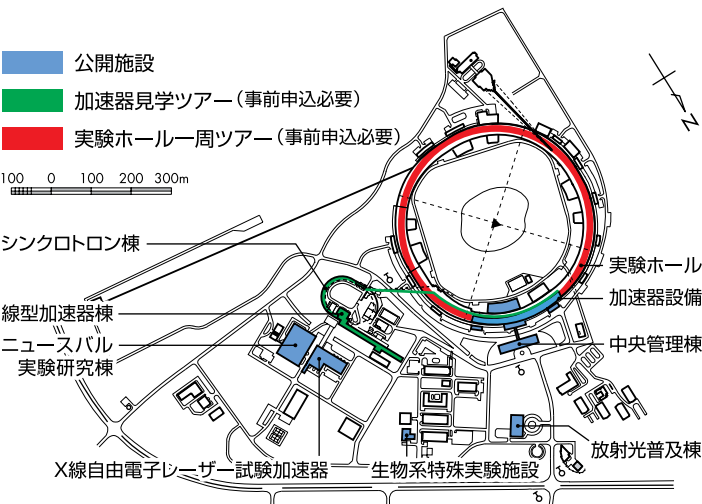 公開施設
加速器見学ツアー（事前申込必要）
実験ホール一周ツアー（事前申込必要）
100 0 100 200 300m
N
シンクロトロン棟
線型加速器棟
ニュースバル
実験研究棟
実験ホール
加速器設備
中央管理棟
放射光普及棟
X線自由電子レーザー試験加速器
生物系特殊実験施設